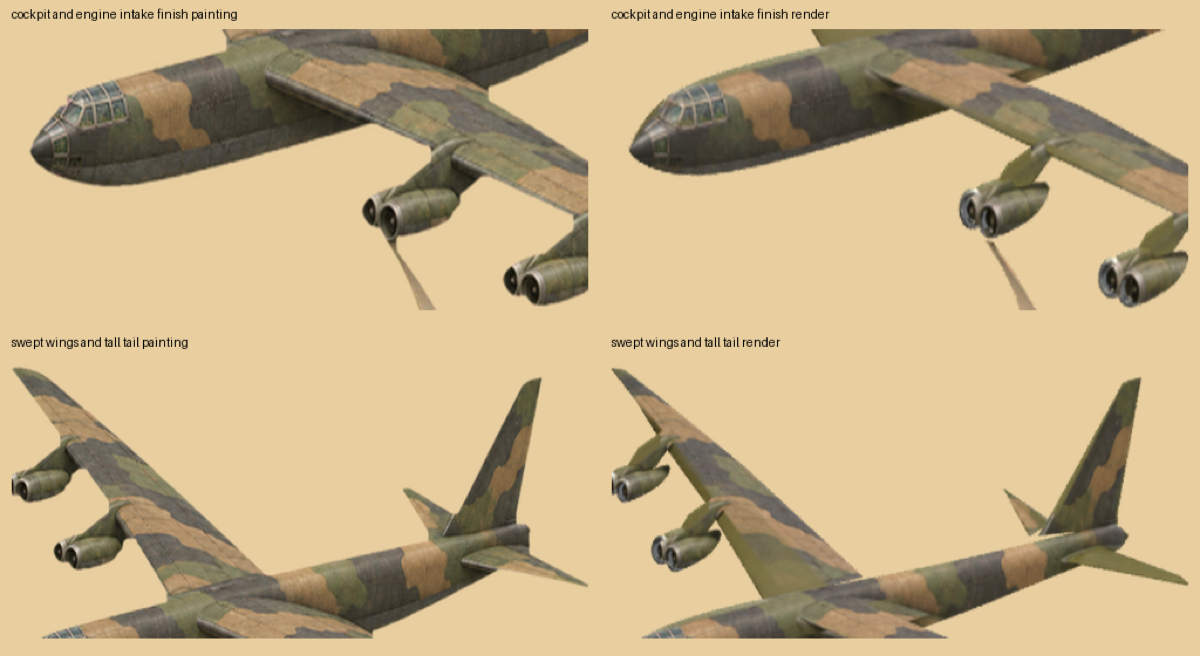 cockpit and engine intake finish painting
cockpit and engine intake finish render
swept wings and tall tail painting
swept wings and tall tail render